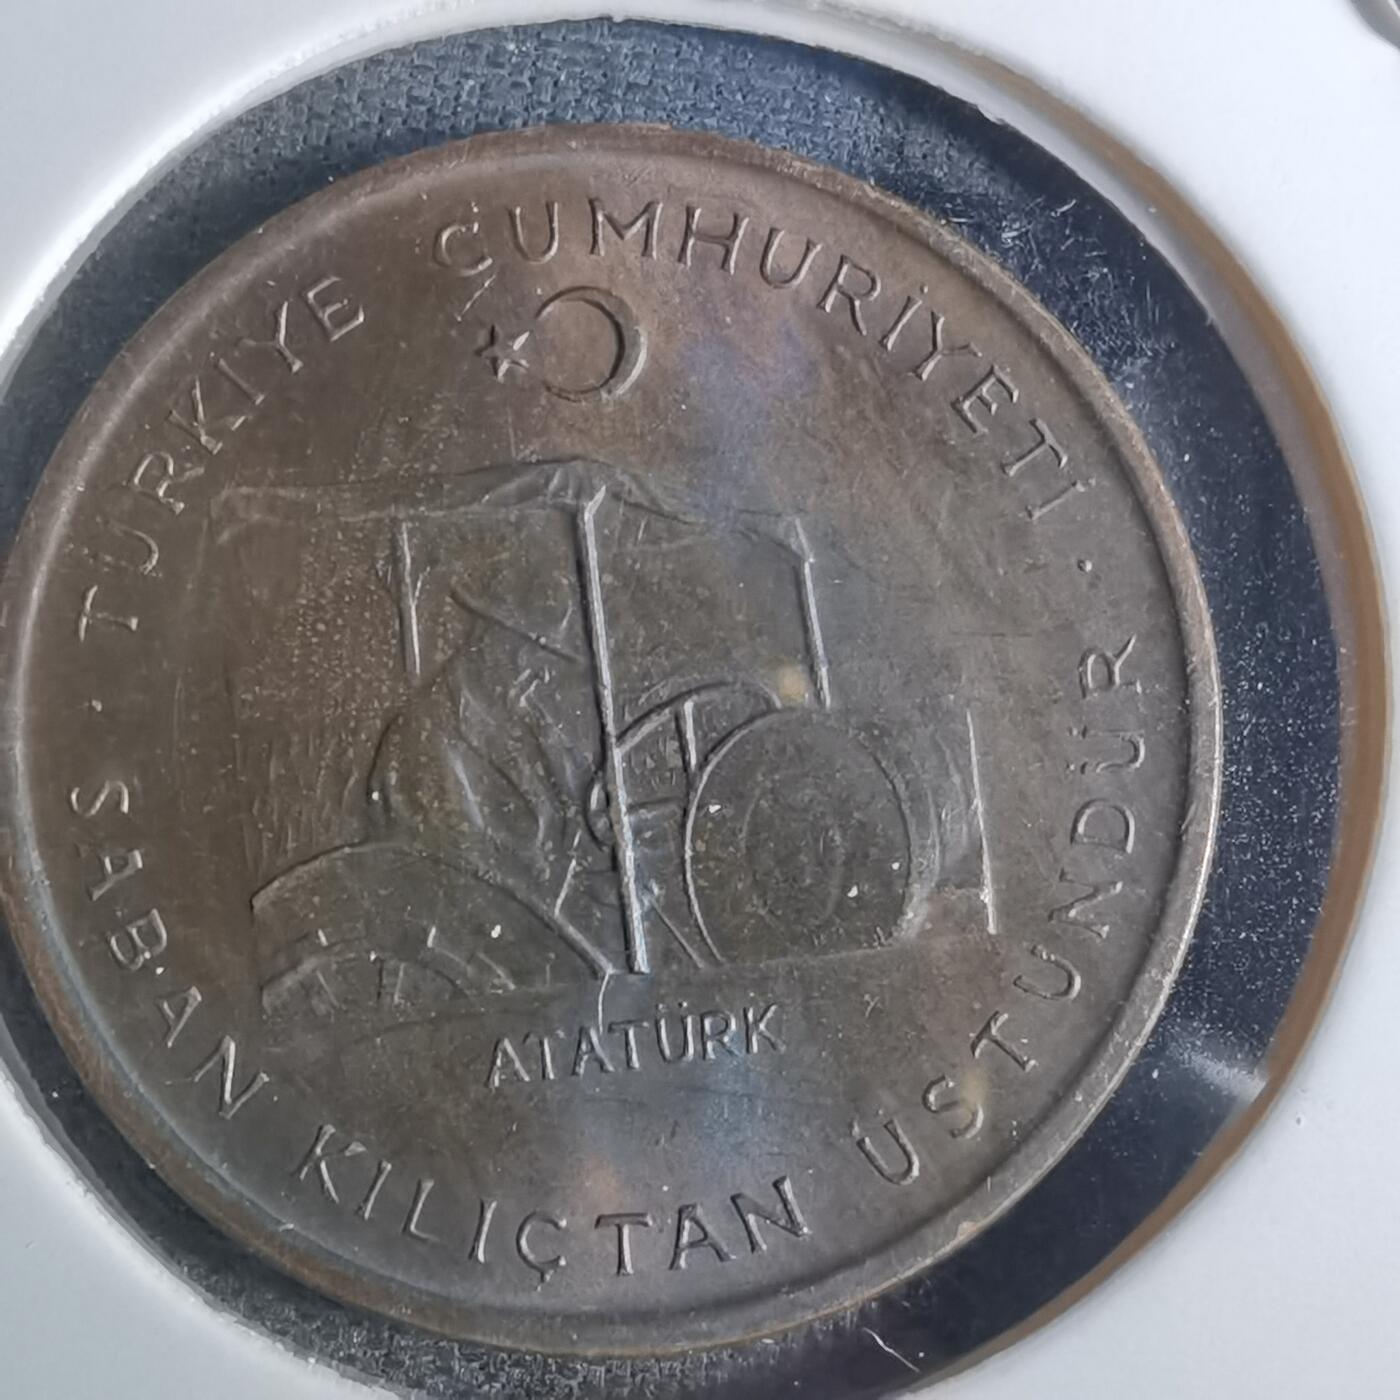 TÜRKİYE CUMHURİYETİ
ATATÜRK
SABAN KILIÇTAN ÜSTÜNDÜR